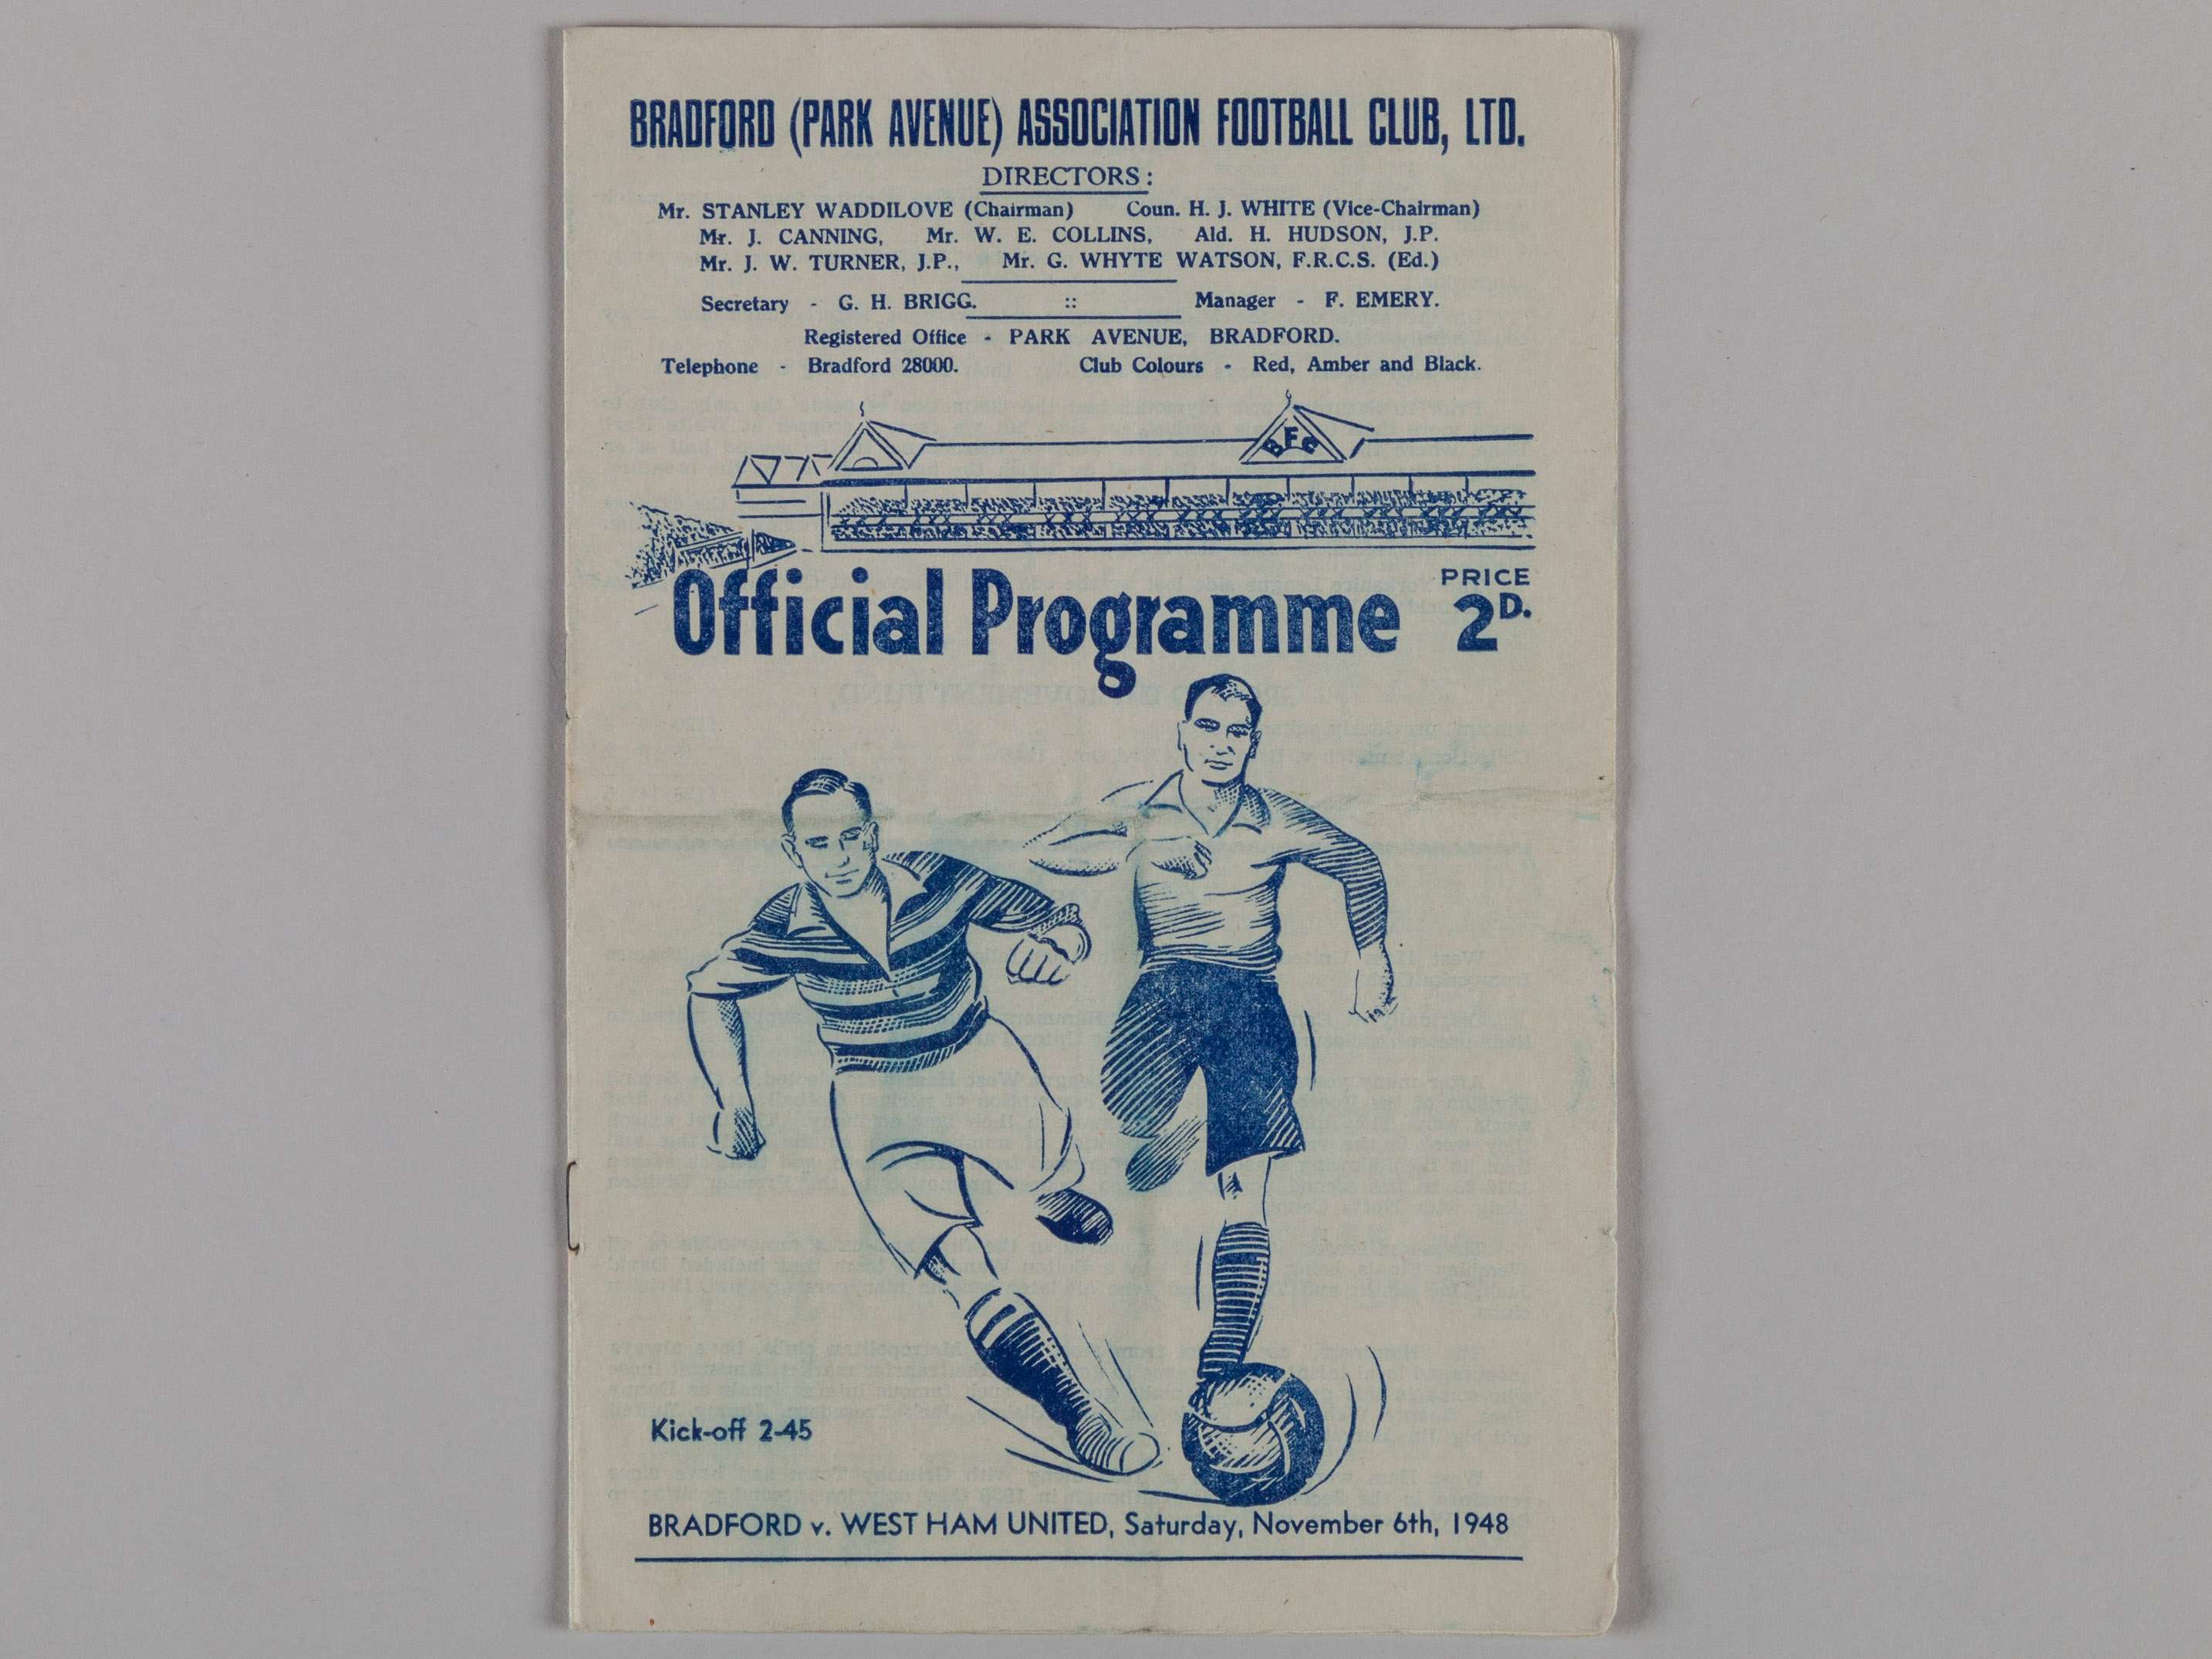 BRADFORD (PARK AVENUE) ASSOCIATION FOOTBALL CLUB, LTD.
DIRECTORS:
Mr. STANLEY WADDILOVE (Chairman) Coun. H. J. WHITE (Vice-Chairman)
Mr. J. CANNING, Mr. W. E. COLLINS, Ald. H. HUDSON, J.P.
Mr. J. W. TURNER, J.P., Mr. G. WHYTE WATSON, F.R.C.S. (Ed.)
Secretary - G. H. BRIGG. :: Manager - F. EMERY.
Registered Office - PARK AVENUE, BRADFORD.
Telephone - Bradford 28000. Club Colours - Red, Amber and Black.
BFC
Official Programme PRICE 2D.
Kick-off 2-45
BRADFORD v. WEST HAM UNITED, Saturday, November 6th, 1948